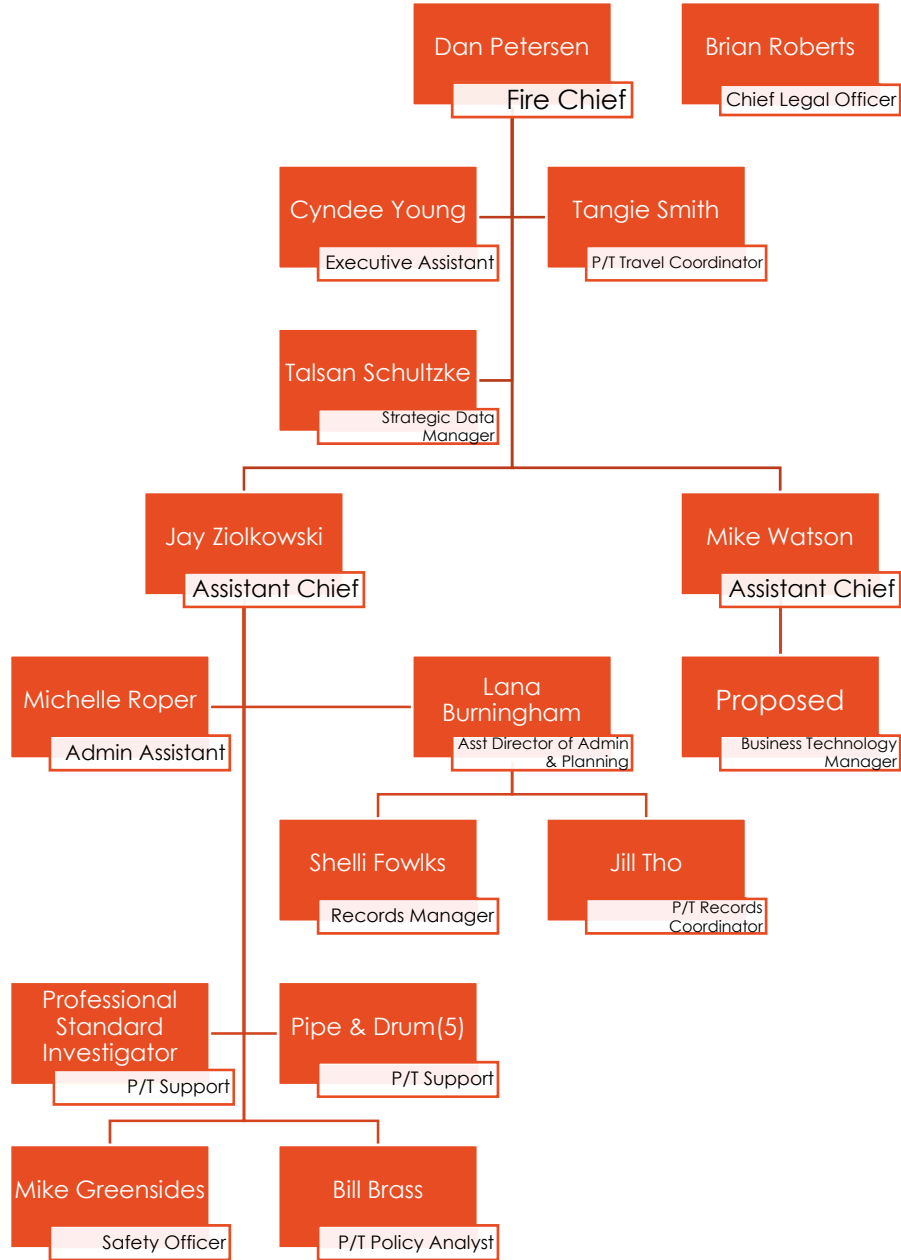 Dan Petersen
Fire Chief
Brian Roberts
Chief Legal Officer
Cyndee Young
Executive Assistant
Tangie Smith
P/T Travel Coordinator
Talsan Schultzke
Strategic Data
Manager
Jay Ziolkowski
Assistant Chief
Mike Watson
Assistant Chief
Michelle Roper
Admin Assistant
Lana
Burningham
Asst Director of Admin
& Planning
Proposed
Business Technology
Manager
Shelli Fowlks
Records Manager
Jill Tho
P/T Records
Coordinator
Professional
Standard
Investigator
P/T Support
Pipe & Drum(5)
P/T Support
Mike Greensides
Safety Officer
Bill Brass
P/T Policy Analyst